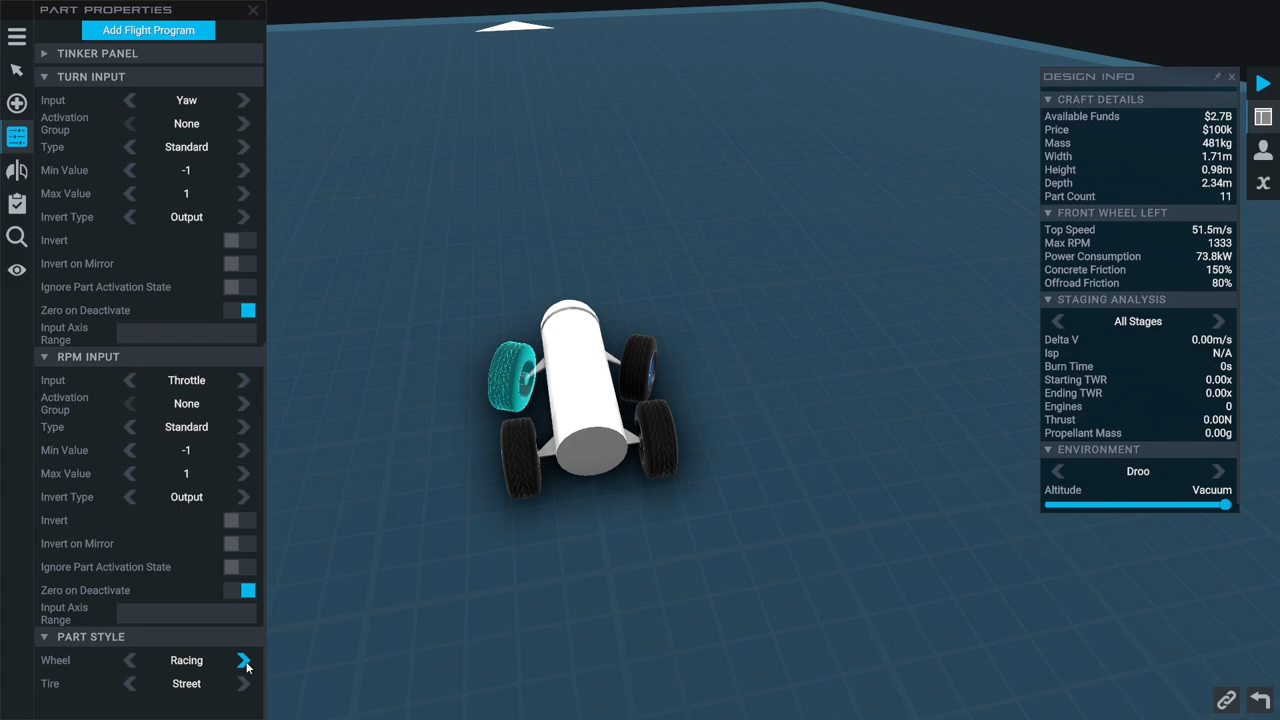 PART PROPERTIES
Add Flight Program
TINKER PANEL
TURN INPUT
Input Yaw
Activation Group None
Type Standard
Min Value -1
Max Value 1
Invert Type Output
Invert
Invert on Mirror
Ignore Part Activation State
Zero on Deactivate
Input Axis Range
RPM INPUT
Input Throttle
Activation Group None
Type Standard
Min Value -1
Max Value 1
Invert Type Output
Invert
Invert on Mirror
Ignore Part Activation State
Zero on Deactivate
Input Axis Range
PART STYLE
Wheel Racing
Tire Street
DESIGN INFO
CRAFT DETAILS
Available Funds $2.7B
Price $100k
Mass 481kg
Width 1.71m
Height 0.98m
Depth 2.34m
Part Count 11
FRONT WHEEL LEFT
Top Speed 51.5m/s
Max RPM 1333
Power Consumption 73.8kW
Concrete Friction 150%
Offroad Friction 80%
STAGING ANALYSIS
All Stages
Delta V 0.00m/s
Isp N/A
Burn Time 0s
Starting TWR 0.00x
Ending TWR 0.00x
Engines 0
Thrust 0.00N
Propellant Mass 0.00g
ENVIRONMENT
Droo
Altitude Vacuum